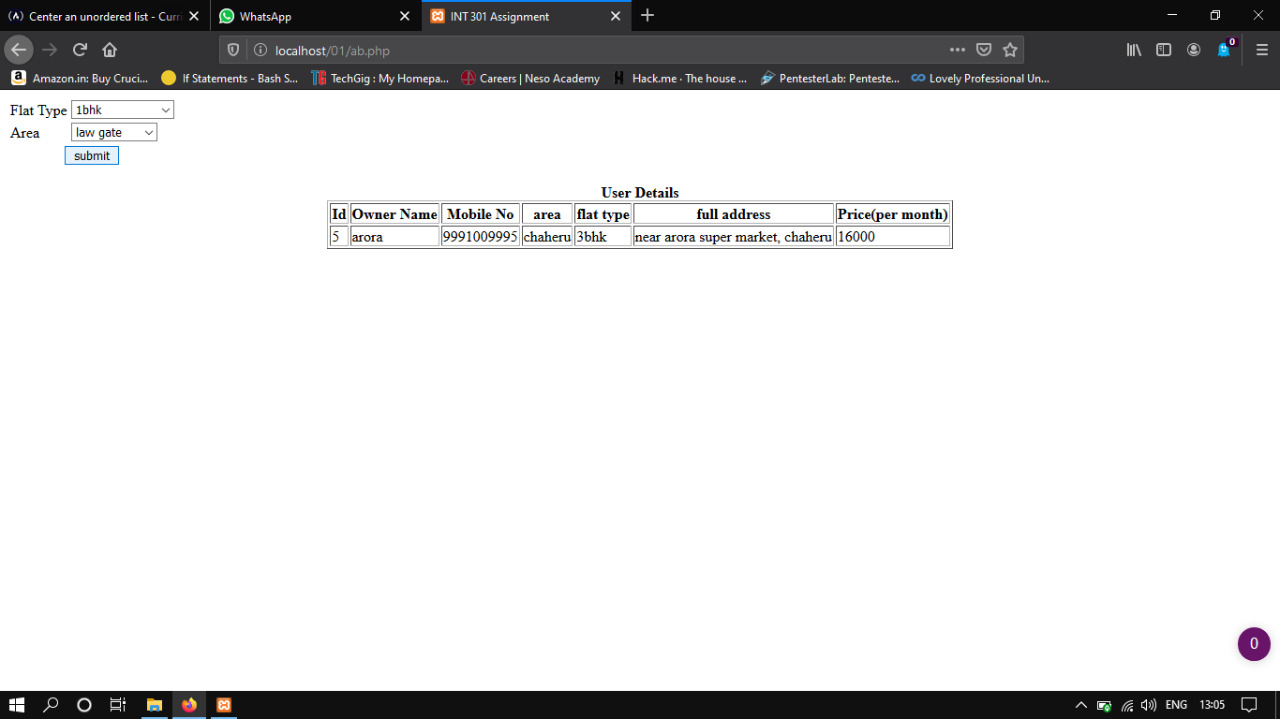 Center an unordered list - Curr
WhatsApp
INT 301 Assignment
localhost/01/ab.php
0
Amazon.in: Buy Cruci...
If Statements - Bash S...
TechGig : My Homepa...
Careers | Neso Academy
Hack.me · The house ...
PentesterLab: Penteste...
Lovely Professional Un...
Flat Type 1bhk
Area law gate
submit
User Details
Id Owner Name Mobile No area flat type full address Price(per month)
5 arora 9991009995 chaheru 3bhk near arora super market, chaheru 16000
0
ENG 13:05